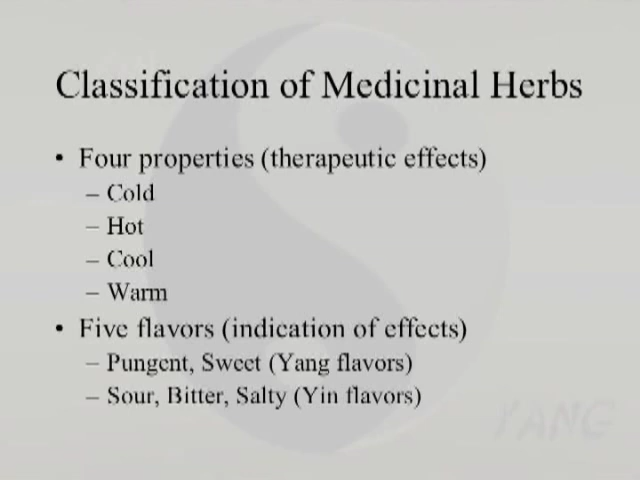 Classification of Medicinal Herbs
• Four properties (therapeutic effects)
– Cold
– Hot
– Cool
– Warm
• Five flavors (indication of effects)
– Pungent, Sweet (Yang flavors)
– Sour, Bitter, Salty (Yin flavors)
YANG